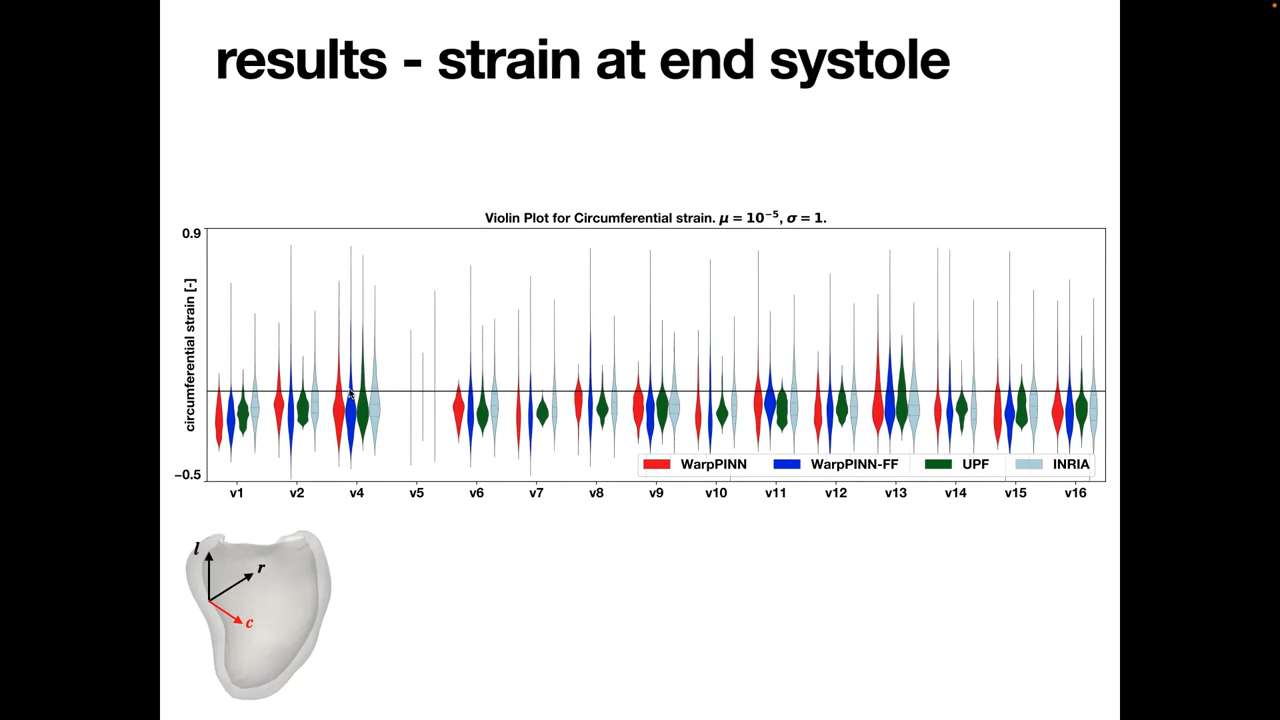 results - strain at end systole
Violin Plot for Circumferential strain. μ = 10⁻⁵, σ = 1.
0.9
circumferential strain [-]
−0.5
WarpPINN WarpPINN-FF UPF INRIA
v1 v2 v4 v5 v6 v7 v8 v9 v10 v11 v12 v13 v14 v15 v16
l
r
c